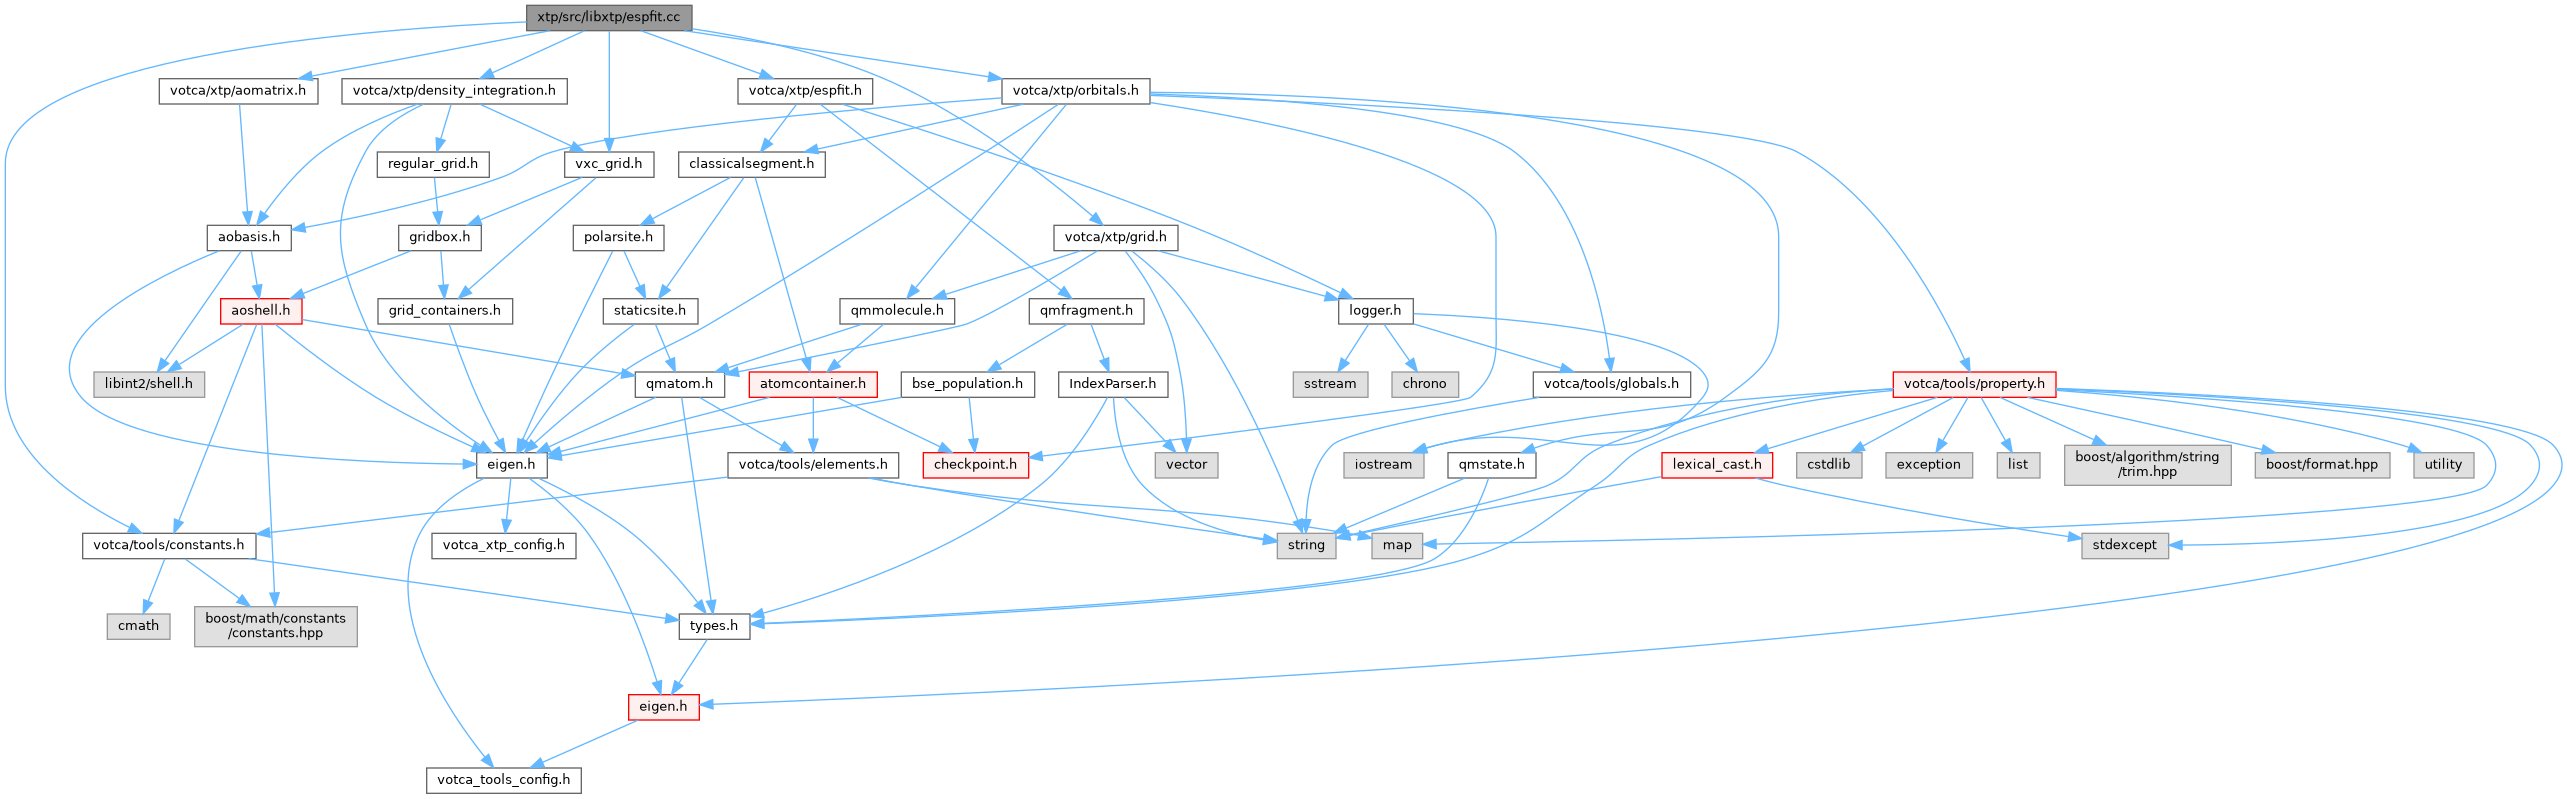 xtp/src/libxtp/espfit.cc
votca/xtp/aomatrix.h
votca/xtp/density_integration.h
votca/xtp/espfit.h
votca/xtp/orbitals.h
regular_grid.h
vxc_grid.h
classicalsegment.h
aobasis.h
gridbox.h
polarsite.h
votca/xtp/grid.h
aoshell.h
grid_containers.h
staticsite.h
qmmolecule.h
qmfragment.h
logger.h
libint2/shell.h
qmatom.h
atomcontainer.h
bse_population.h
IndexParser.h
sstream
chrono
votca/tools/globals.h
votca/tools/property.h
eigen.h
votca/tools/elements.h
checkpoint.h
vector
iostream
qmstate.h
lexical_cast.h
cstdlib
exception
list
boost/algorithm/string
/trim.hpp
boost/format.hpp
utility
votca/tools/constants.h
votca_xtp_config.h
string
map
stdexcept
cmath
boost/math/constants
/constants.hpp
types.h
eigen.h
votca_tools_config.h